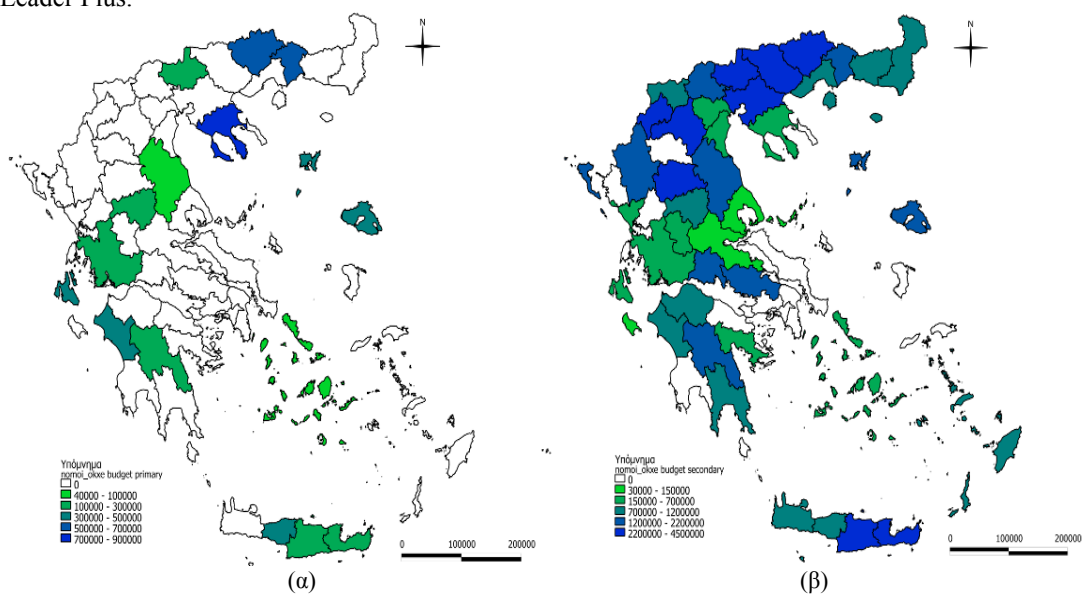 Leader Plus.
N
N
Υπόμνημα
nomoi_okxe budget primary
0
40000 - 100000
100000 - 300000
300000 - 500000
500000 - 700000
700000 - 900000
0 100000 200000
Υπόμνημα
nomoi_okxe budget secondary
0
30000 - 150000
150000 - 700000
700000 - 1200000
1200000 - 2200000
2200000 - 4500000
0 100000 200000
(α) (β)